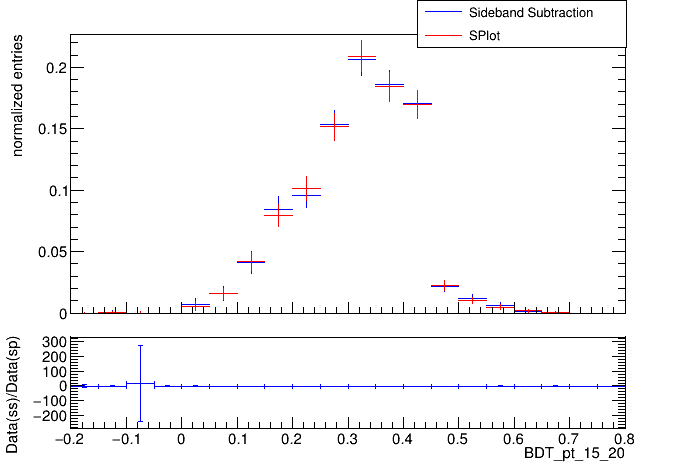 Sideband Subtraction
SPlot
normalized entries
0.2
0.15
0.1
0.05
0
Data(ss)/Data(sp)
300
200
100
0
−100
−200
−0.2 −0.1 0 0.1 0.2 0.3 0.4 0.5 0.6 0.7 0.8
BDT_pt_15_20